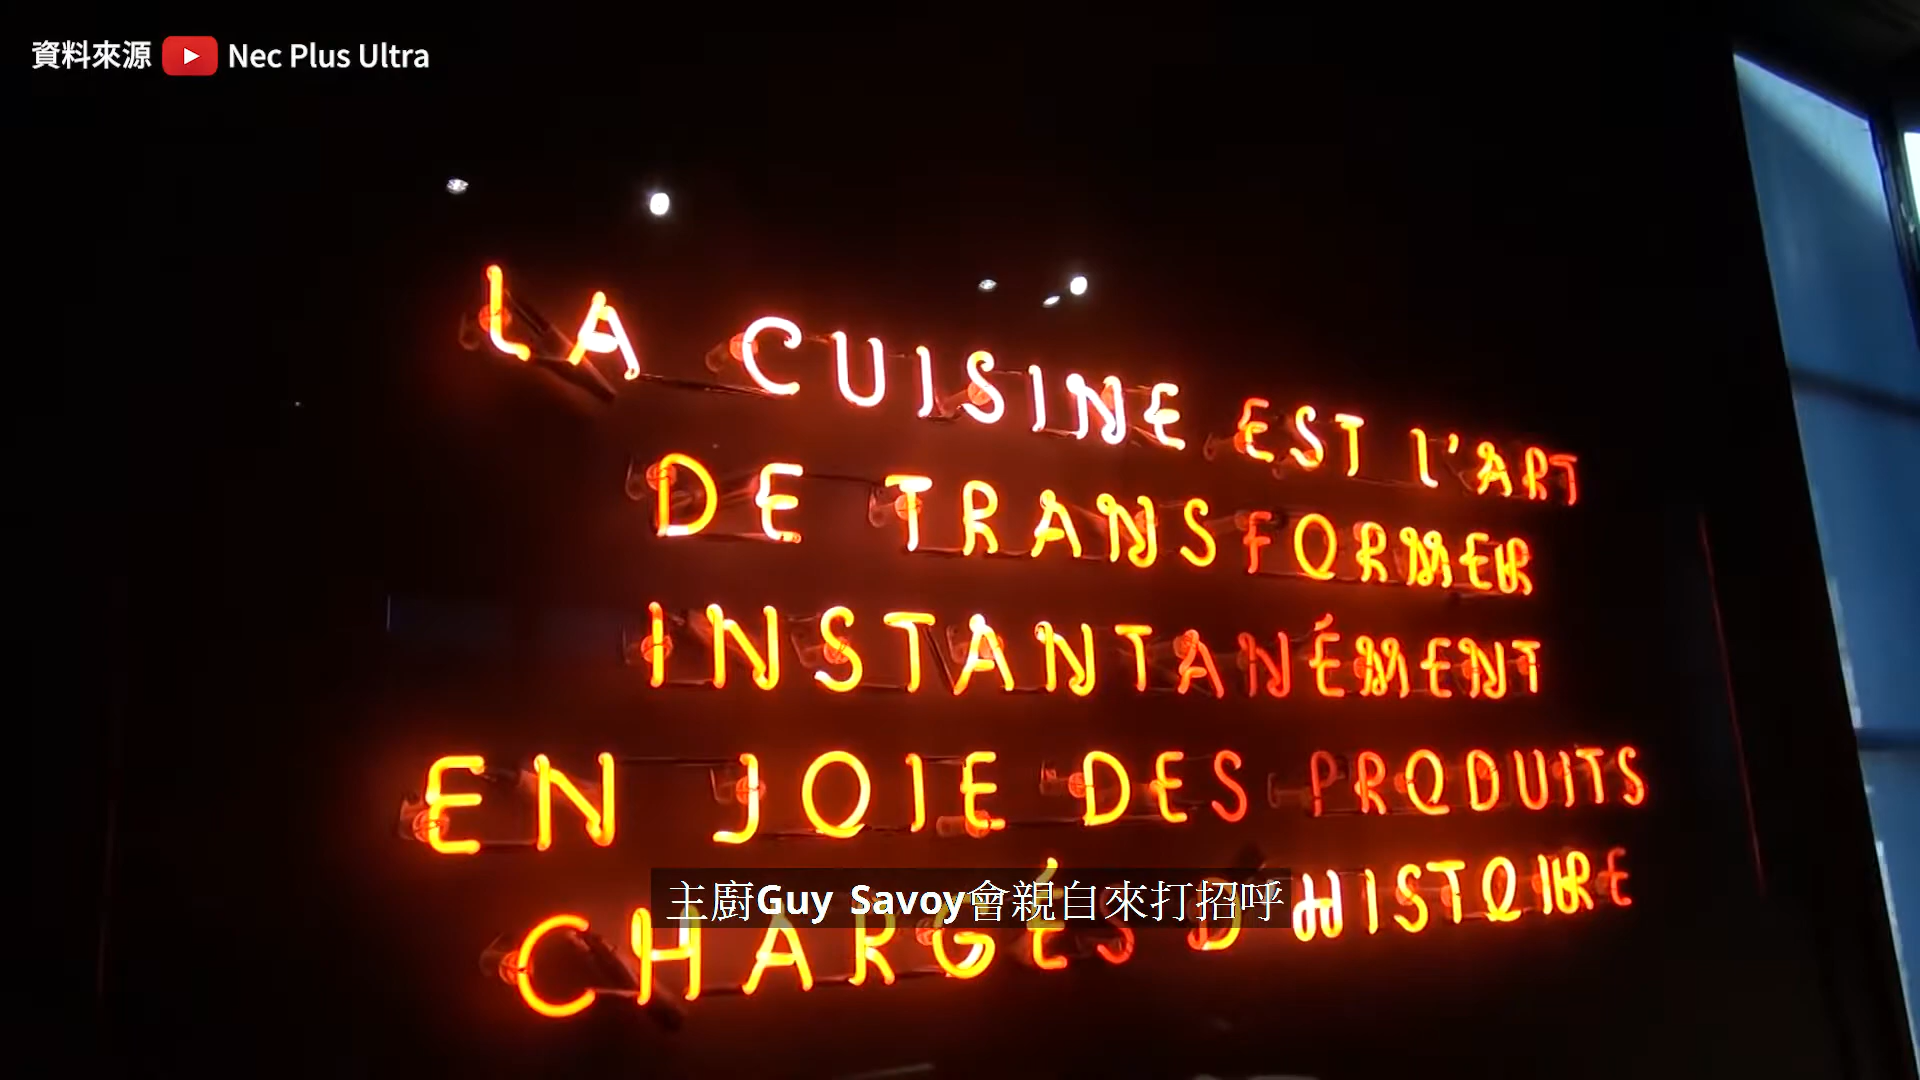 資料來源 Nec Plus Ultra
LA CUISINE EST L'ART
DE TRANSFORMER
INSTANTANÉMENT
EN JOIE DES PRODUITS
CHARGÉS D'HISTOIRE
主廚Guy Savoy會親自來打招呼